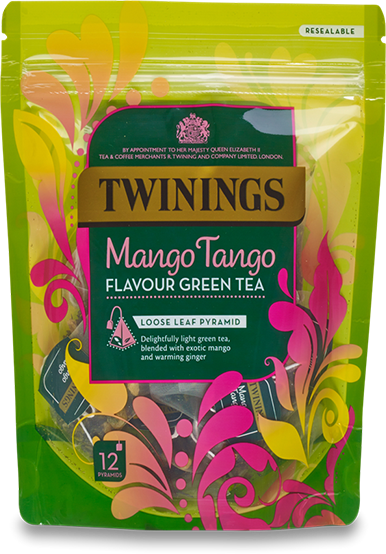 RESEALABLE
BY APPOINTMENT TO HER MAJESTY QUEEN ELIZABETH II
TEA & COFFEE MERCHANTS R. TWINING AND COMPANY LIMITED, LONDON.
TWININGS
Mango Tango
FLAVOUR GREEN TEA
LOOSE LEAF PYRAMID
Delightfully light green tea,
blended with exotic mango
and warming ginger
Mango
Tango
12
PYRAMIDS